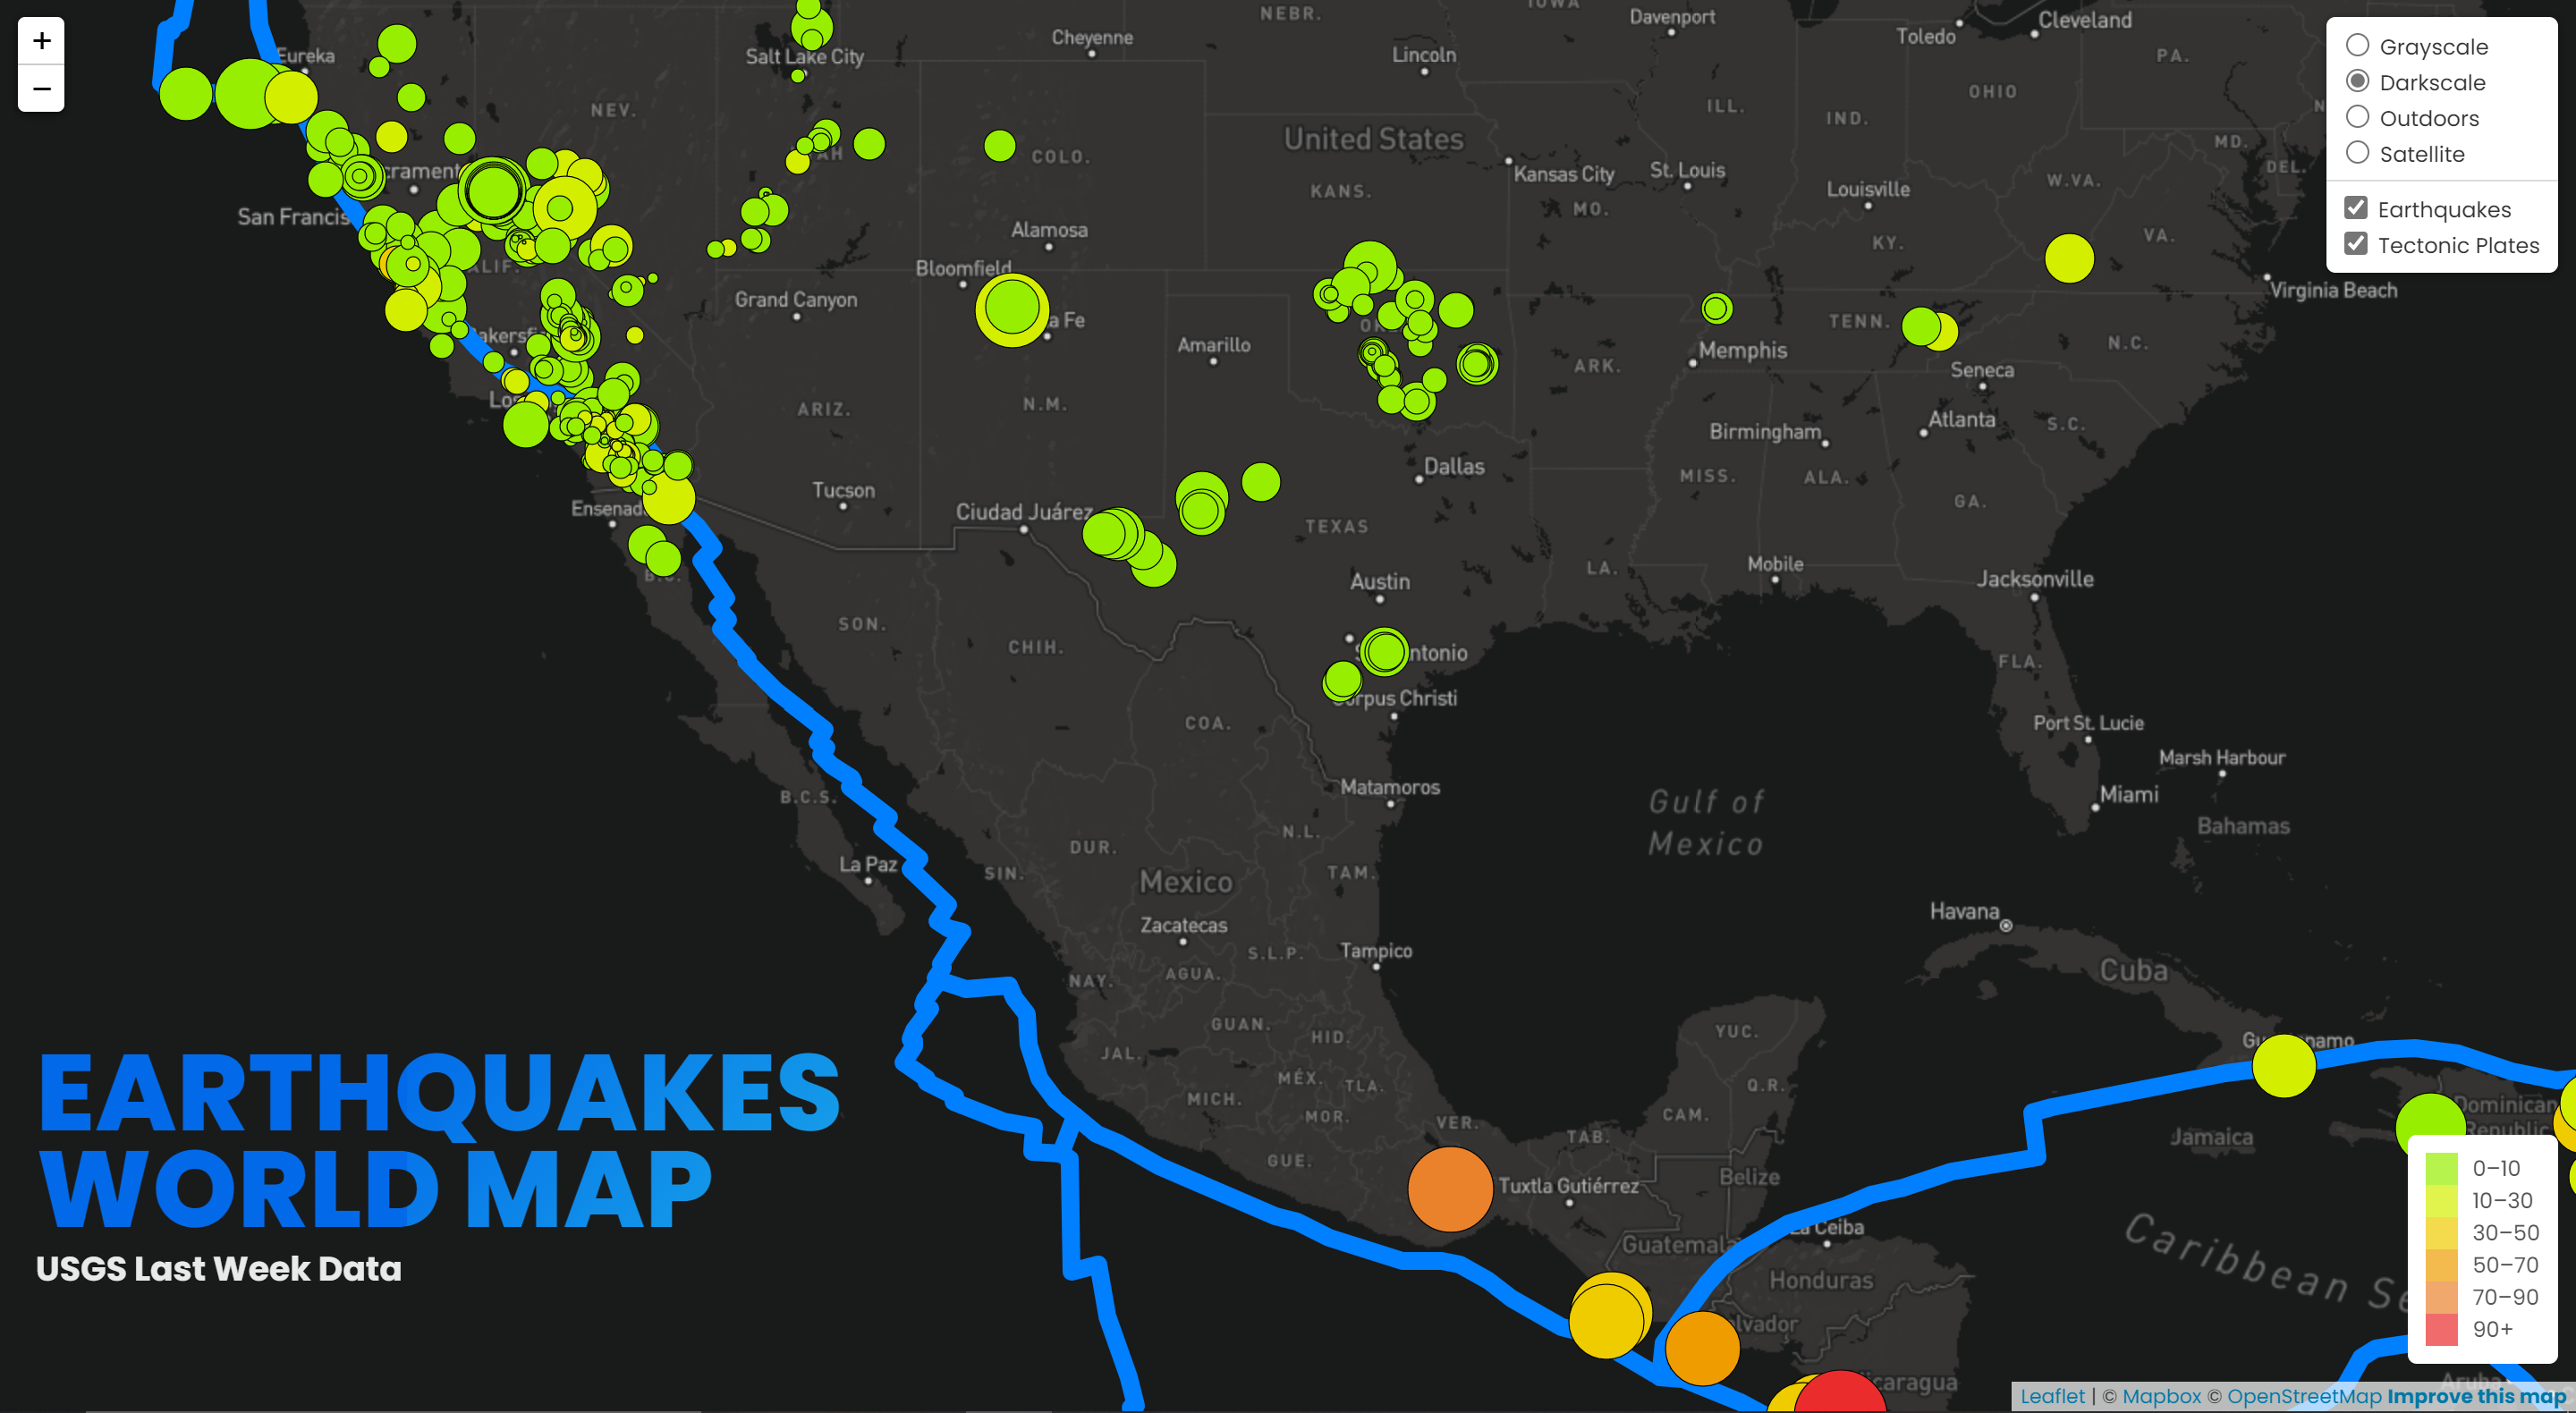 +
−
Grayscale
Darkscale
Outdoors
Satellite
Earthquakes
Tectonic Plates
NEBR.
IOWA
Davenport
Toledo
Cleveland
Eureka
Salt Lake City
Cheyenne
Lincoln
PA.
NEV.
ILL.
IND.
OHIO
United States
MD.
DEL.
COLO.
Kansas City
St. Louis
Louisville
W.VA.
KANS.
MO.
San Francis
Alamosa
KY.
VA.
Bloomfield
Grand Canyon
a Fe
Virginia Beach
TENN.
Amarillo
Memphis
N.C.
ARK.
Seneca
ARIZ.
N.M.
Atlanta
S.C.
Birmingham
Dallas
MISS.
ALA.
GA.
Tucson
Ciudad Juárez
TEXAS
Mobile
LA.
Austin
Jacksonville
SON.
CHIH.
ntonio
FLA.
orpus Christi
COA.
Port St. Lucie
Marsh Harbour
Matamoros
B.C.S.
Gulf of
Mexico
Miami
Bahamas
N.L.
DUR.
La Paz
SIN.
TAM.
Mexico
Zacatecas
Havana
S.L.P.
Tampico
Cuba
NAY.
AGUA.
GUAN.
HID.
YUC.
JAL.
MÉX.
TLA.
Q.R.
MICH.
MOR.
CAM.
VER.
TAB.
Dominican
Republic
Jamaica
GUE.
Belize
Tuxtla Gutiérrez
La Ceiba
Guatemala
Honduras
Caribbean Se
lvador
icaragua
Aruba
EARTHQUAKES
WORLD MAP
USGS Last Week Data
0–10
10–30
30–50
50–70
70–90
90+
Leaflet | © Mapbox © OpenStreetMap Improve this map